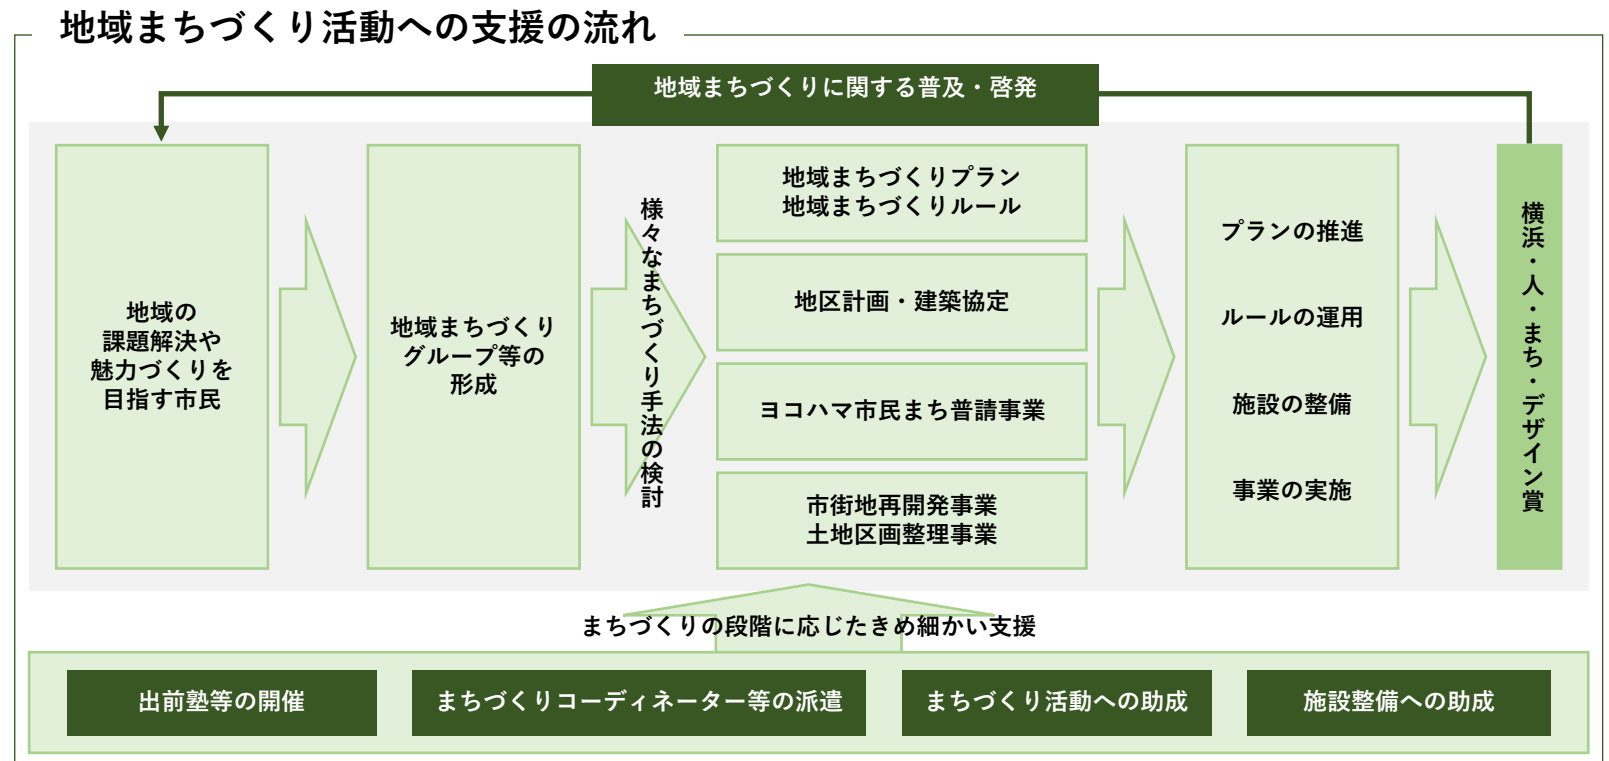 地域まちづくり活動への支援の流れ
地域まちづくりに関する普及・啓発
地域の
課題解決や
魅力づくりを
目指す市民
地域まちづくり
グループ等の
形成
様々なまちづくり手法の検討
地域まちづくりプラン
地域まちづくりルール
地区計画・建築協定
ヨコハマ市民まち普請事業
市街地再開発事業
土地区画整理事業
プランの推進
ルールの運用
施設の整備
事業の実施
横浜・人・まち・デザイン賞
まちづくりの段階に応じたきめ細かい支援
出前塾等の開催
まちづくりコーディネーター等の派遣
まちづくり活動への助成
施設整備への助成